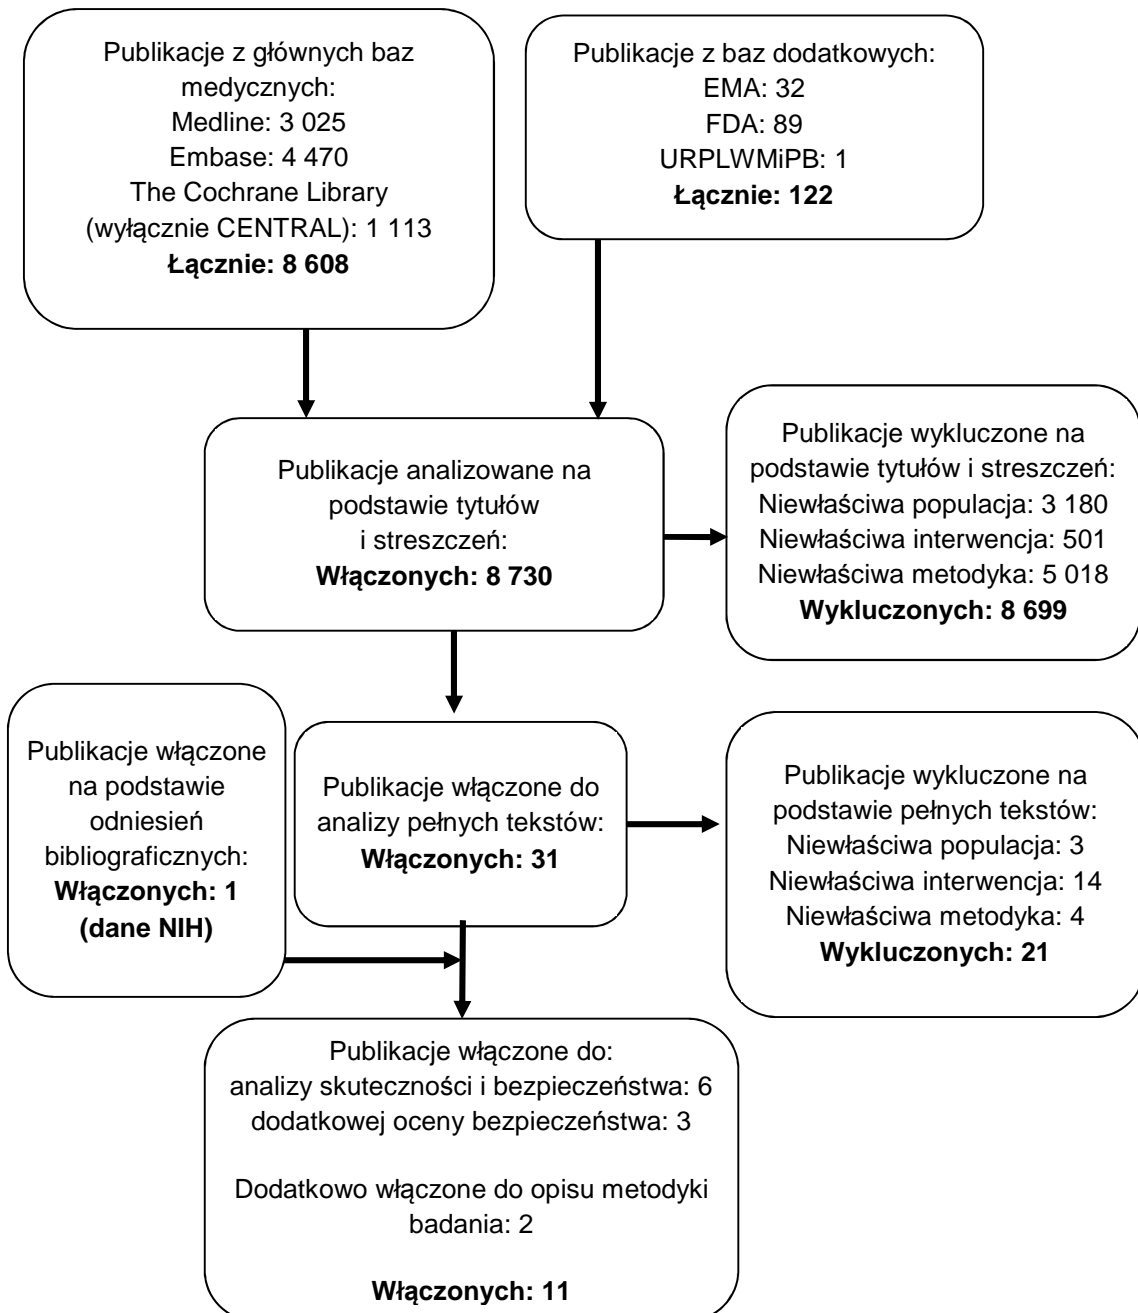 Publikacje z głównych baz
medycznych:
Medline: 3 025
Embase: 4 470
The Cochrane Library
(wyłącznie CENTRAL): 1 113
Łącznie: 8 608
Publikacje z baz dodatkowych:
EMA: 32
FDA: 89
URPLWMiPB: 1
Łącznie: 122
Publikacje analizowane na
podstawie tytułów
i streszczeń:
Włączonych: 8 730
Publikacje wykluczone na
podstawie tytułów i streszczeń:
Niewłaściwa populacja: 3 180
Niewłaściwa interwencja: 501
Niewłaściwa metodyka: 5 018
Wykluczonych: 8 699
Publikacje włączone
na podstawie
odniesień
bibliograficznych:
Włączonych: 1
(dane NIH)
Publikacje włączone do
analizy pełnych tekstów:
Włączonych: 31
Publikacje wykluczone na
podstawie pełnych tekstów:
Niewłaściwa populacja: 3
Niewłaściwa interwencja: 14
Niewłaściwa metodyka: 4
Wykluczonych: 21
Publikacje włączone do:
analizy skuteczności i bezpieczeństwa: 6
dodatkowej oceny bezpieczeństwa: 3
Dodatkowo włączone do opisu metodyki
badania: 2
Włączonych: 11